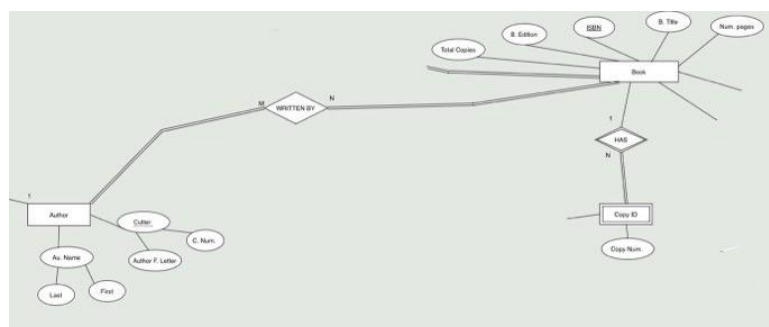 ISBN
B. Title
B. Edition
Num. pages
Total Copies
Book
M
WRITTEN BY
N
1
HAS
N
1
Author
Cutter
Copy ID
C. Num.
Copy Num.
Au. Name
Author F. Letter
Last
First